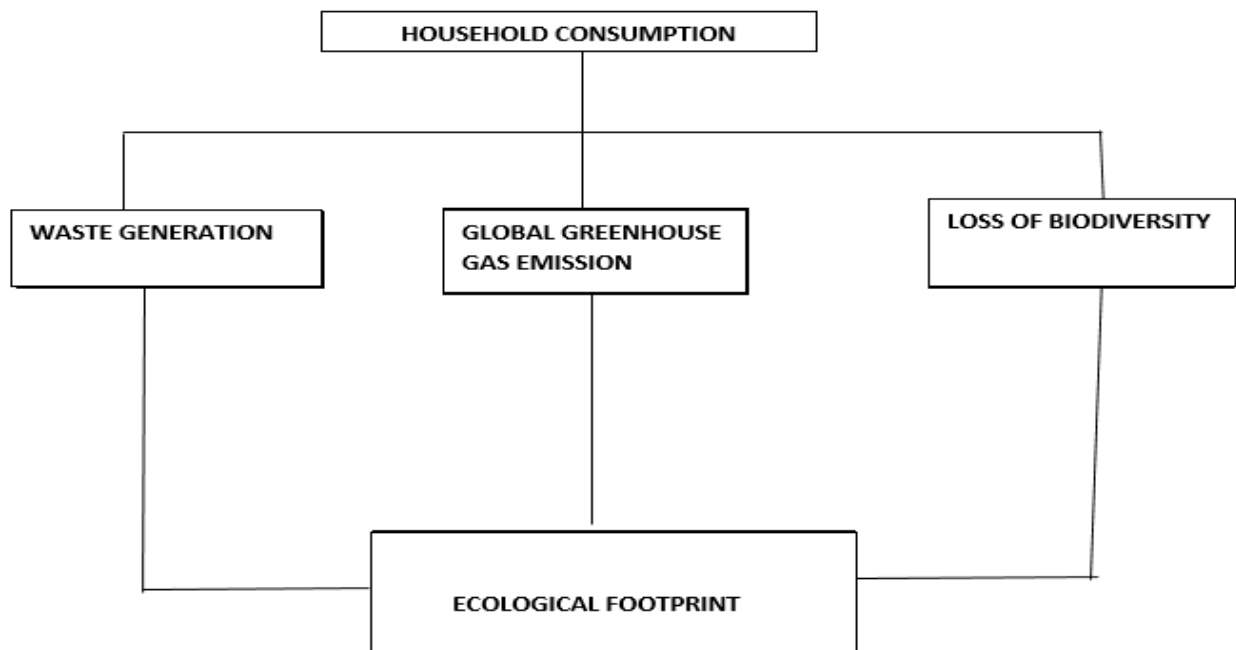 HOUSEHOLD CONSUMPTION
WASTE GENERATION
GLOBAL GREENHOUSE
GAS EMISSION
LOSS OF BIODIVERSITY
ECOLOGICAL FOOTPRINT